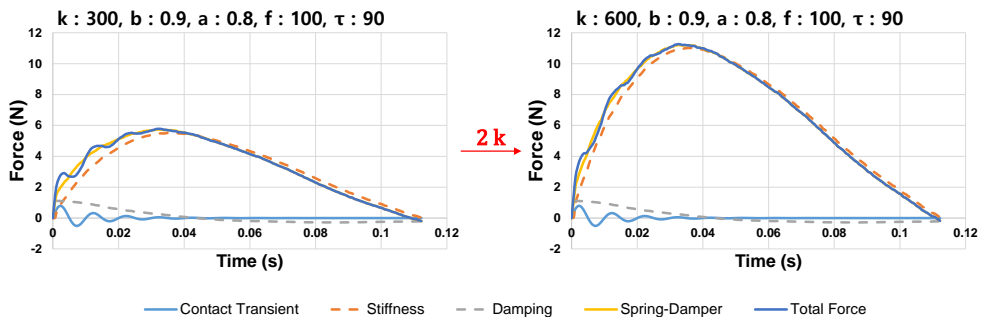 k : 300, b : 0.9, a : 0.8, f : 100, τ : 90
12
10
8
6
4
2
0
-2
Force (N)
0
0.02
0.04
0.06
0.08
0.1
0.12
Time (s)
2 k
k : 600, b : 0.9, a : 0.8, f : 100, τ : 90
12
10
8
6
4
2
0
-2
Force (N)
0
0.02
0.04
0.06
0.08
0.1
0.12
Time (s)
Contact Transient
Stiffness
Damping
Spring-Damper
Total Force